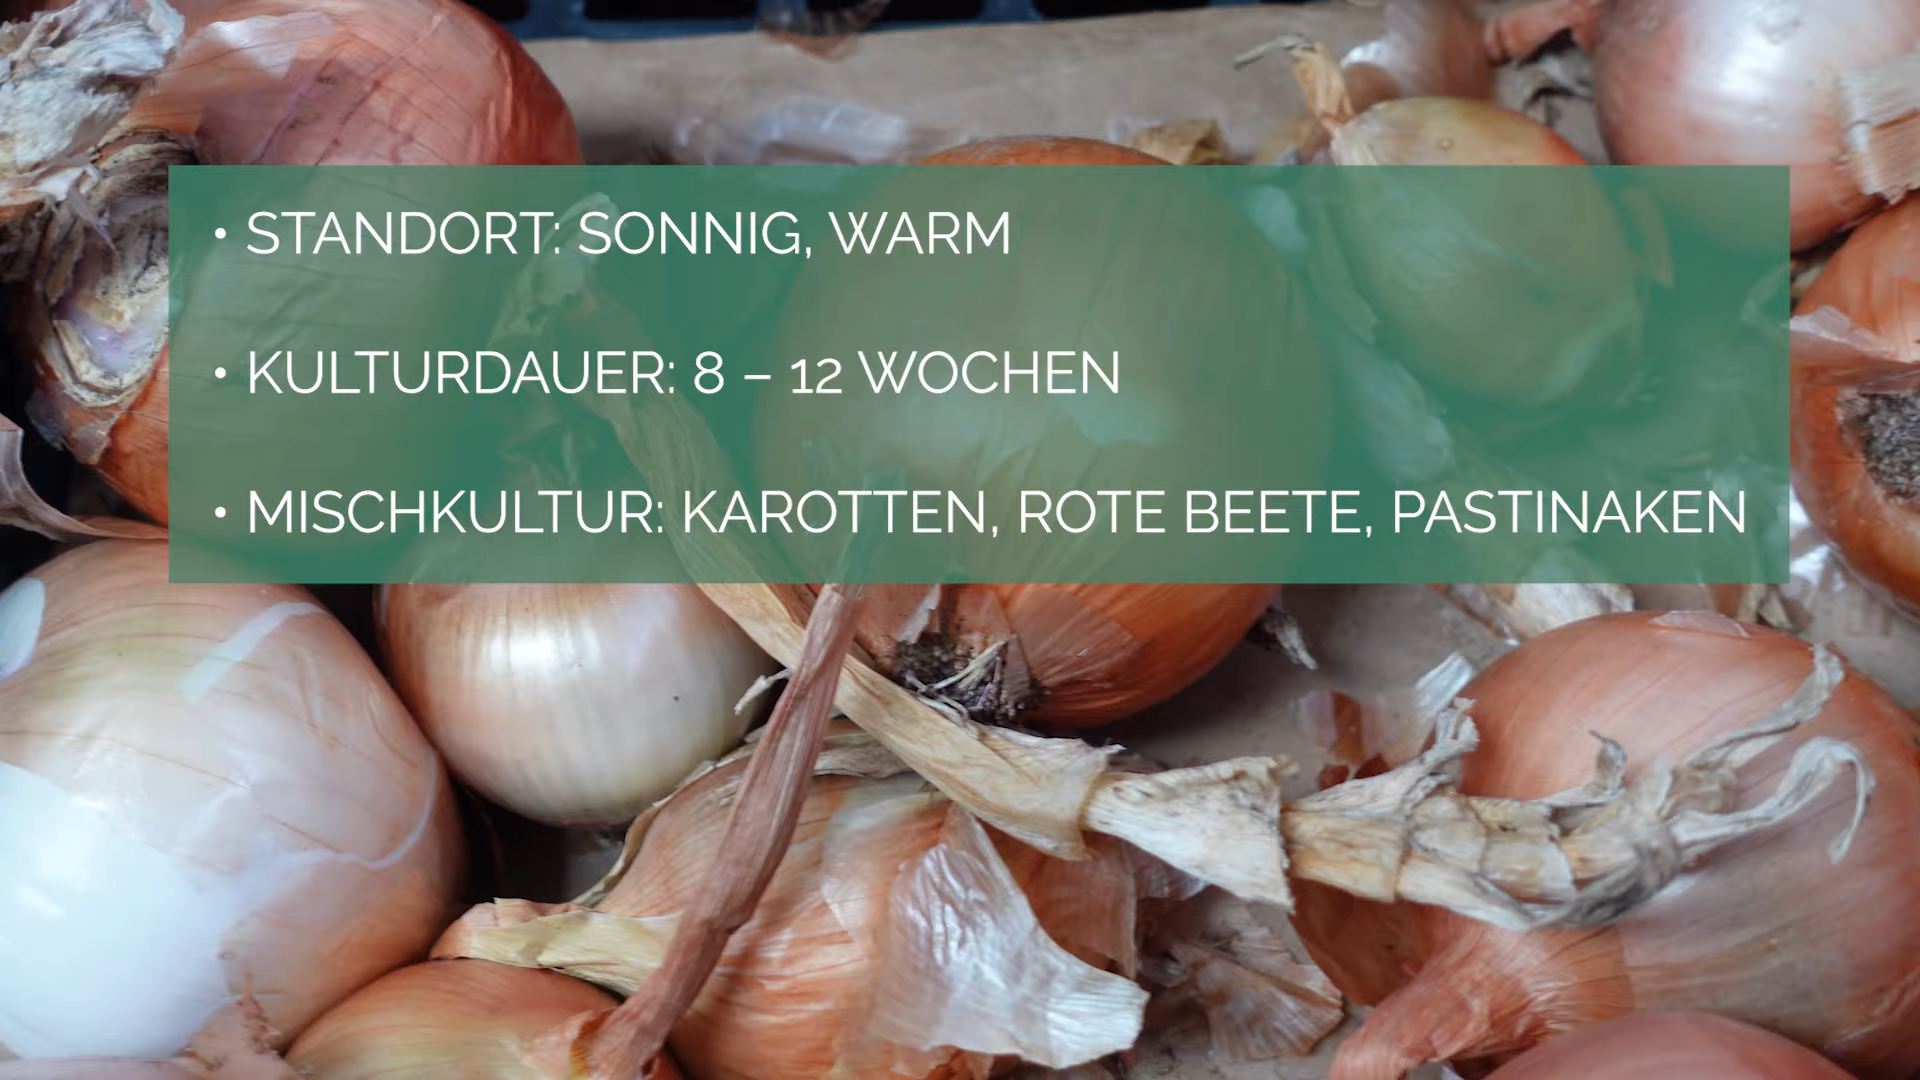 • STANDORT: SONNIG, WARM
• KULTURDAUER: 8 – 12 WOCHEN
• MISCHKULTUR: KAROTTEN, ROTE BEETE, PASTINAKEN